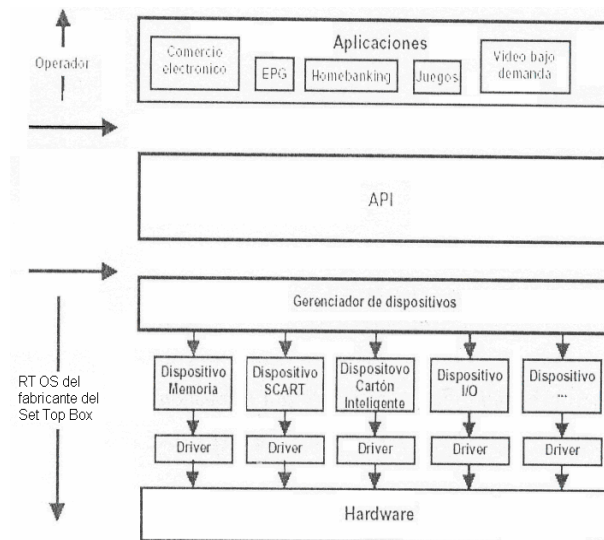 Aplicaciones
Comercio
electronico
EPG
Homebanking
Juegos
Video bajo
demanda
Operador
API
Gerenciador de dispositivos
RT OS del
fabricante del
Set Top Box
Dispositivo
Memoria
Dispositivo
SCART
Dispositovo
Cartón
Inteligente
Dispositivo
I/O
Dispositivo
...
Driver
Driver
Driver
Driver
Driver
Hardware